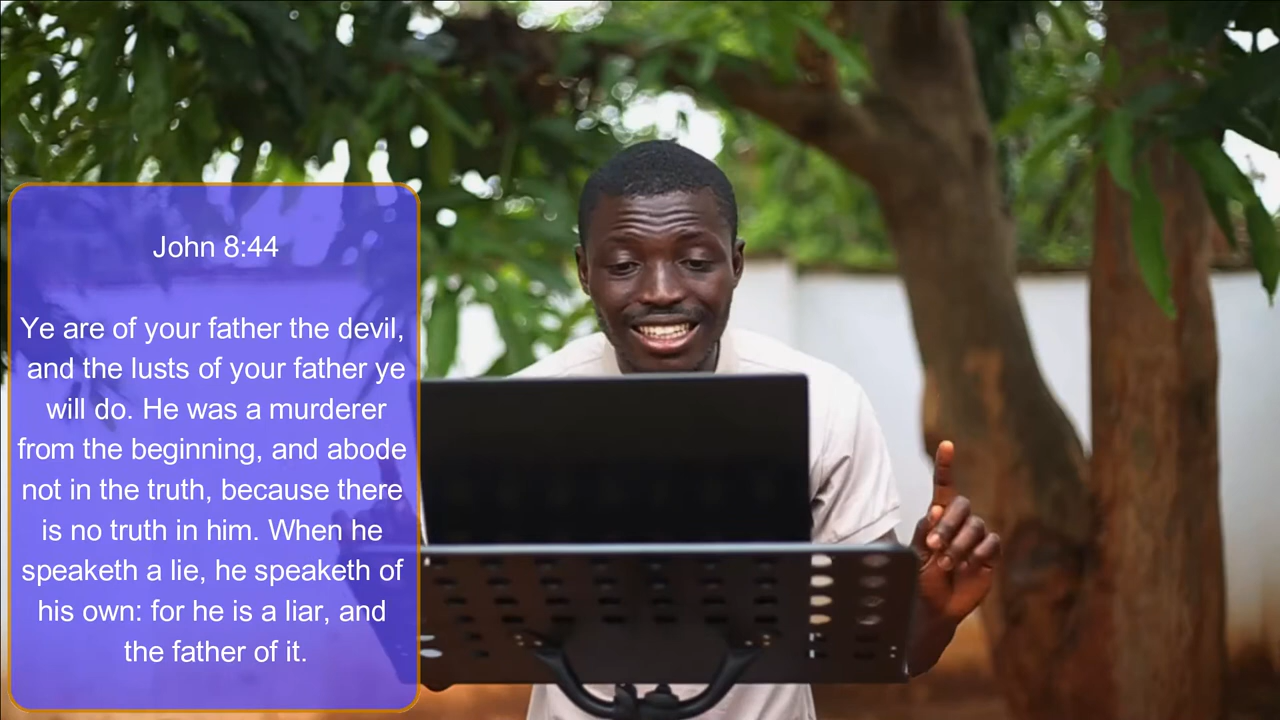 John 8:44
Ye are of your father the devil,
and the lusts of your father ye
will do. He was a murderer
from the beginning, and abode
not in the truth, because there
is no truth in him. When he
speaketh a lie, he speaketh of
his own: for he is a liar, and
the father of it.